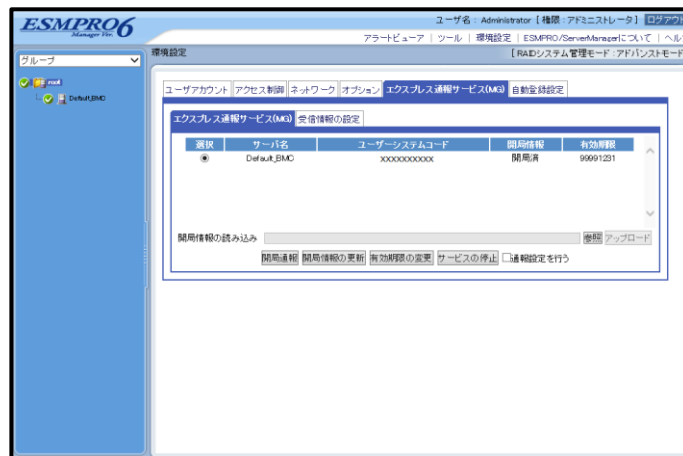 ESMPRO6
Manager Ver.
ユーザ名 : Administrator [ 権限 : アドミニストレータ ] ログアウト
アラートビューア | ツール | 環境設定 | ESMPRO/ServerManagerについて | ヘル
グループ
環境設定
[ RAIDシステム管理モード : アドバンストモード
root
Default_BMC
ユーザアカウント アクセス制御 ネットワーク オプション エクスプレス通報サービス(MG) 自動登録設定
エクスプレス通報サービス(MG) 受信情報の設定
選択 サーバ名 ユーザーシステムコード 開局情報 有効期限
Default_BMC XXXXXXXXXX 開局済 99991231
開局情報の読み込み 参照 アップロード
開局通報 開局情報の更新 有効期限の変更 サービスの停止 通報設定を行う